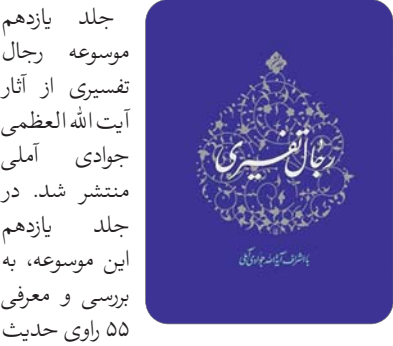 جلد یازدهم
موسوعه رجال
تفسیری از آثار
آیت الله العظمی
جوادی آملی
منتشر شد. در
جلد یازدهم
این موسوعه، به
بررسی و معرفی
۵۵ راوی حدیث
رجال تفسیری
با اشراف آیة‌الله جوادی آملی